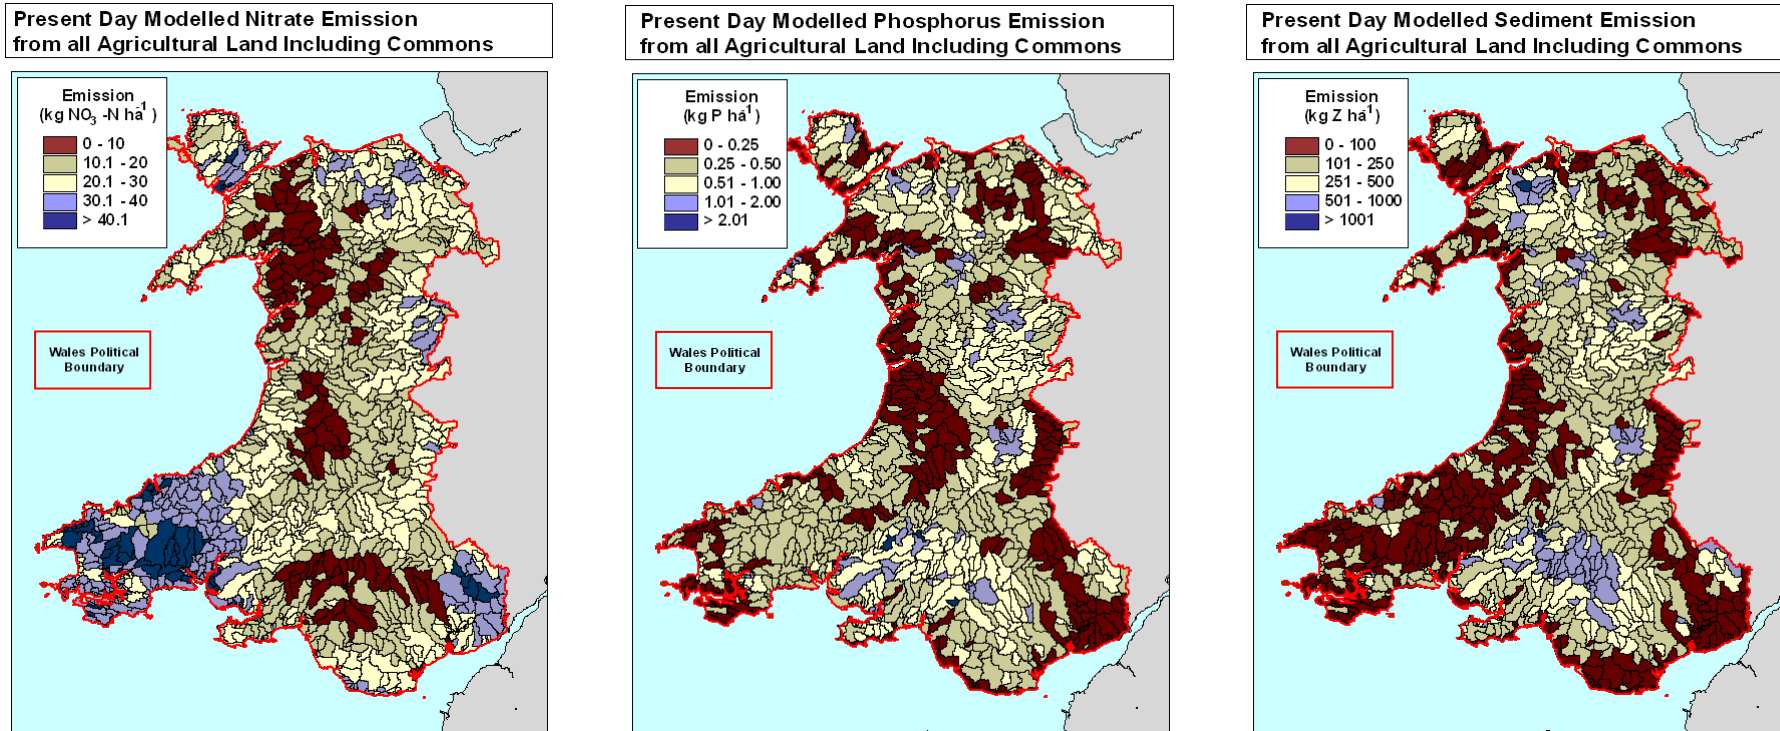 Present Day Modelled Nitrate Emission
from all Agricultural Land Including Commons
Emission
(kg NO₃ -N ha⁻¹)
0 - 10
10.1 - 20
20.1 - 30
30.1 - 40
> 40.1
Wales Political
Boundary
Present Day Modelled Phosphorus Emission
from all Agricultural Land Including Commons
Emission
(kg P ha⁻¹)
0 - 0.25
0.25 - 0.50
0.51 - 1.00
1.01 - 2.00
> 2.01
Wales Political
Boundary
Present Day Modelled Sediment Emission
from all Agricultural Land Including Commons
Emission
(kg Z ha⁻¹)
0 - 100
101 - 250
251 - 500
501 - 1000
> 1001
Wales Political
Boundary